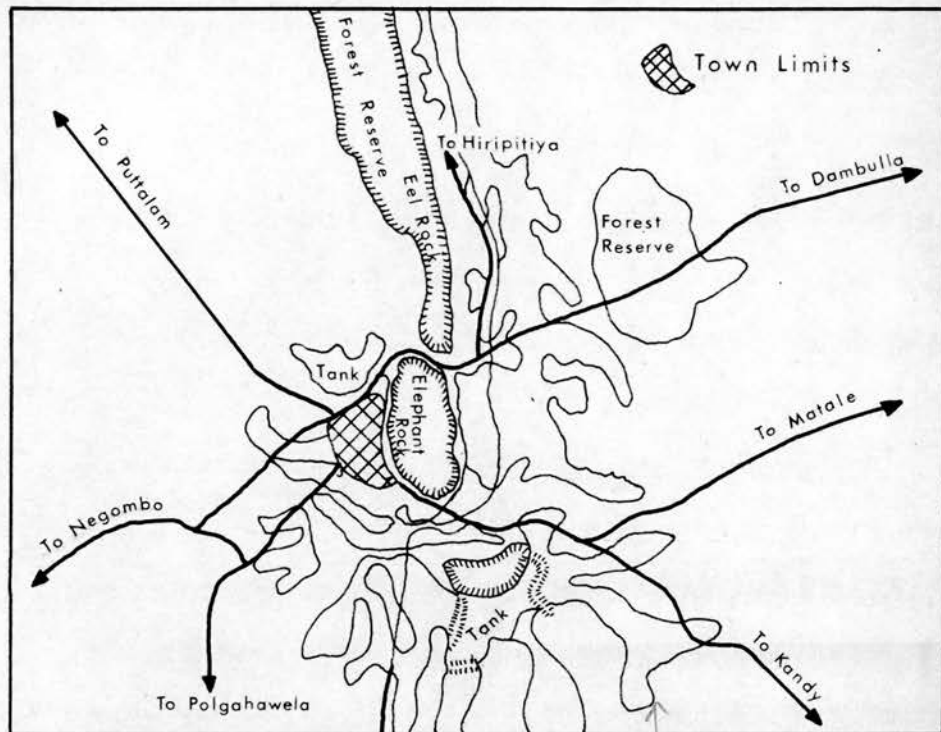 Forest
Reserve
Eel Rock
Town Limits
To Puttalam
To Hiripitiya
To Dambulla
Forest
Reserve
Tank
Elephant
Rock
To Matale
To Negombo
Tank
To Kandy
To Polgahawela